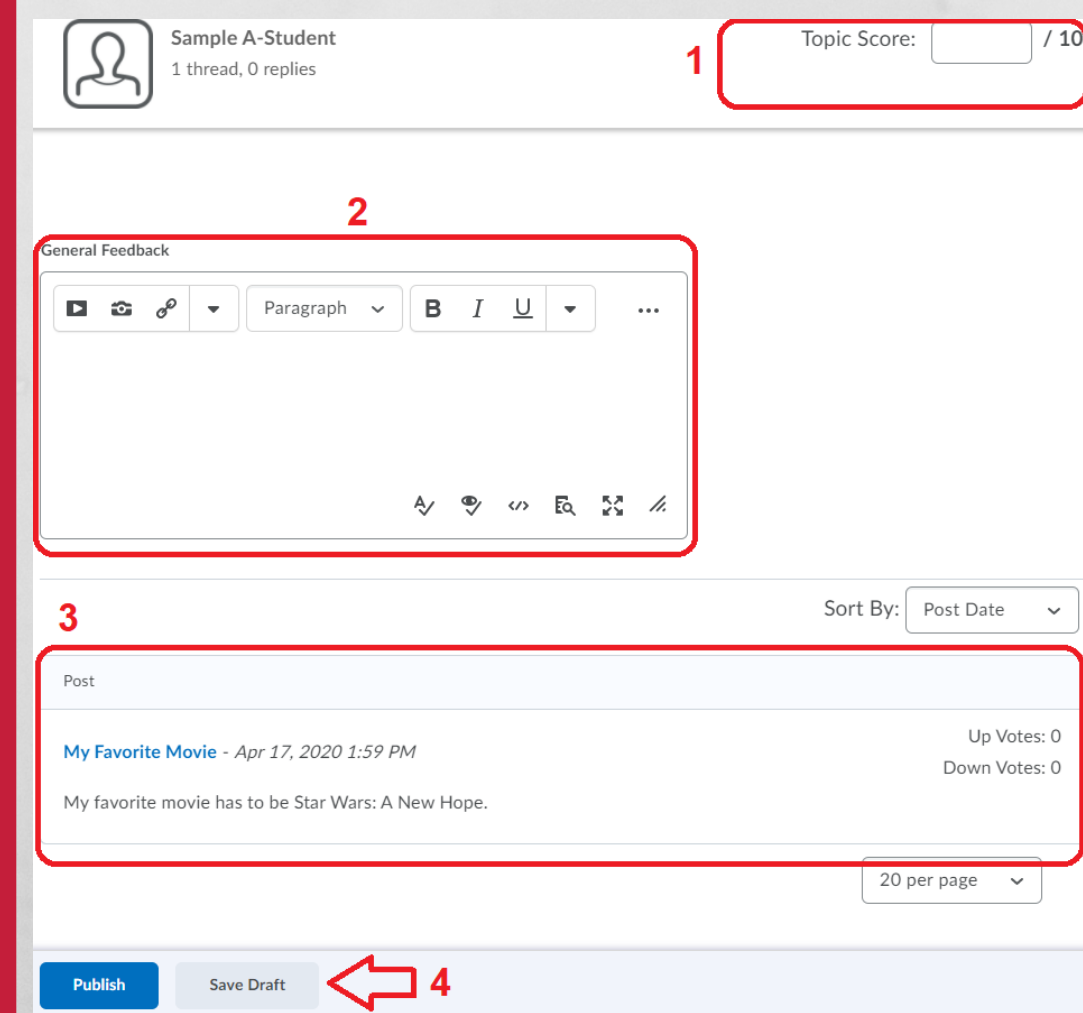 Sample A-Student
1 thread, 0 replies
1
Topic Score: / 10
2
General Feedback
Paragraph B I U ...
3
Sort By: Post Date
Post
My Favorite Movie - Apr 17, 2020 1:59 PM
Up Votes: 0
Down Votes: 0
My favorite movie has to be Star Wars: A New Hope.
20 per page
Publish Save Draft 4